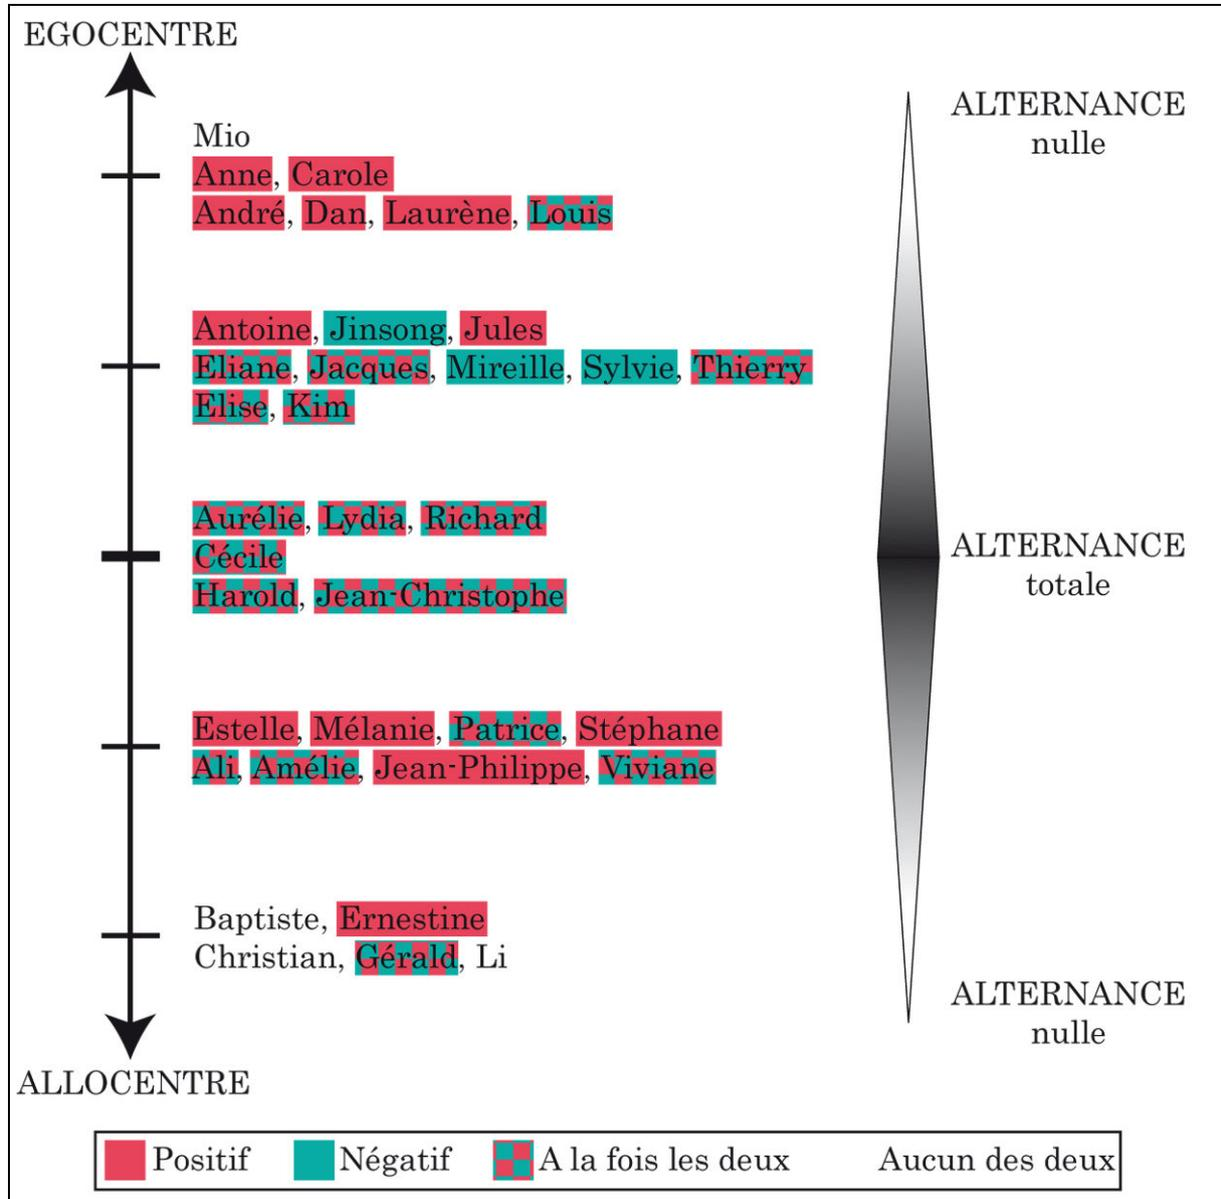 EGOCENTRE
ALTERNANCE
nulle
Mio
Anne, Carole
André, Dan, Laurène, Louis
Antoine, Jinsong, Jules
Eliane, Jacques, Mireille, Sylvie, Thierry
Elise, Kim
Aurélie, Lydia, Richard
Cécile
Harold, Jean-Christophe
ALTERNANCE
totale
Estelle, Mélanie, Patrice, Stéphane
Ali, Amélie, Jean-Philippe, Viviane
Baptiste, Ernestine
Christian, Gérald, Li
ALTERNANCE
nulle
ALLOCENTRE
Positif Négatif A la fois les deux Aucun des deux